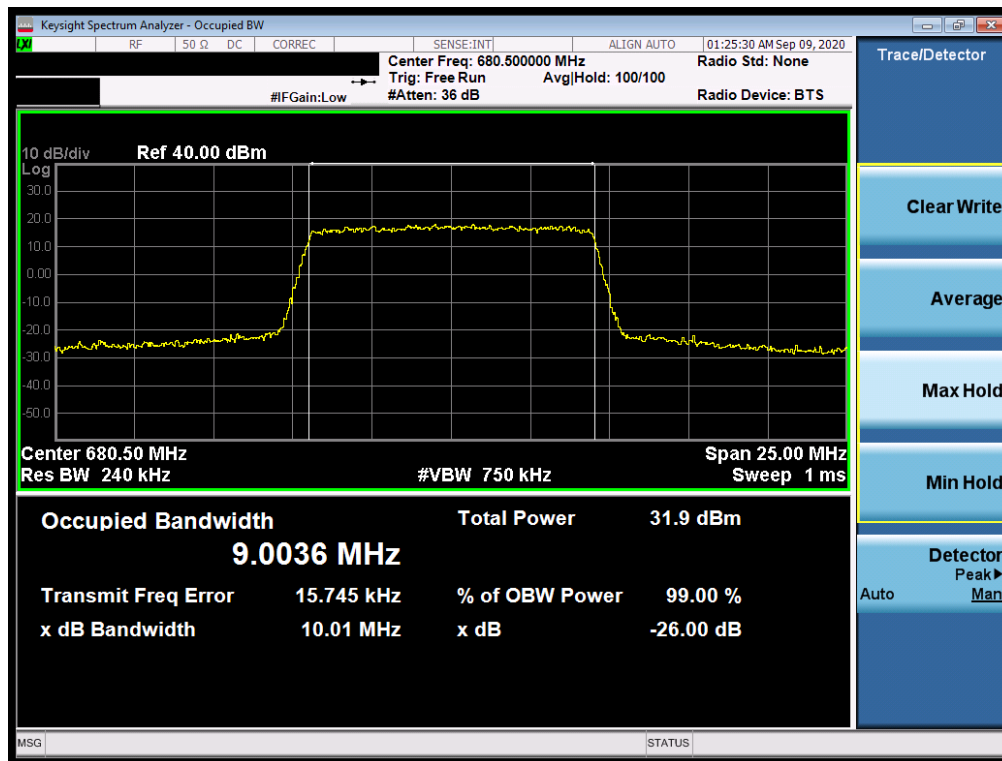 Keysight Spectrum Analyzer - Occupied BW
LXI RF 50 Ω DC CORREC SENSE:INT ALIGN AUTO 01:25:30 AM Sep 09, 2020
Center Freq: 680.500000 MHz Radio Std: None
Trig: Free Run Avg|Hold: 100/100
#IFGain:Low #Atten: 36 dB Radio Device: BTS
10 dB/div Ref 40.00 dBm
Log
30.0
20.0
10.0
0.00
-10.0
-20.0
-30.0
-40.0
-50.0
Center 680.50 MHz Span 25.00 MHz
Res BW 240 kHz #VBW 750 kHz Sweep 1 ms
Occupied Bandwidth Total Power 31.9 dBm
9.0036 MHz
Transmit Freq Error 15.745 kHz % of OBW Power 99.00 %
x dB Bandwidth 10.01 MHz x dB -26.00 dB
MSG STATUS
Trace/Detector
Clear Write
Average
Max Hold
Min Hold
Detector
Peak▶
Auto Man